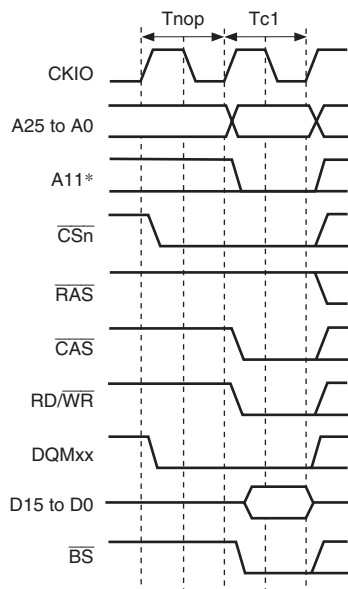 Tnop Tc1
CKIO
A25 to A0
A11*
CSn
RAS
CAS
RD/WR
DQMxx
D15 to D0
BS